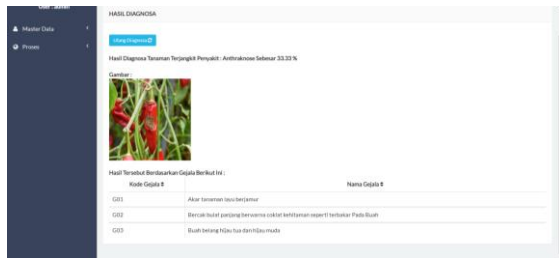 User : admin
HASIL DIAGNOSA
Master Data
Ulang Diagnosa
Proses
Hasil Diagnosa Tanaman Terjangkit Penyakit : Anthraknose Sebesar 33.33 %
Gambar :
Hasil Tersebut Berdasarkan Gejala Berikut Ini :
Kode Gejala Nama Gejala
G01 Akar tanaman layu berjamur
G02 Bercak bulat panjang berwarna coklat kehitaman seperti terbakar Pada Buah
G03 Buah belang hijau tua dan hijau muda